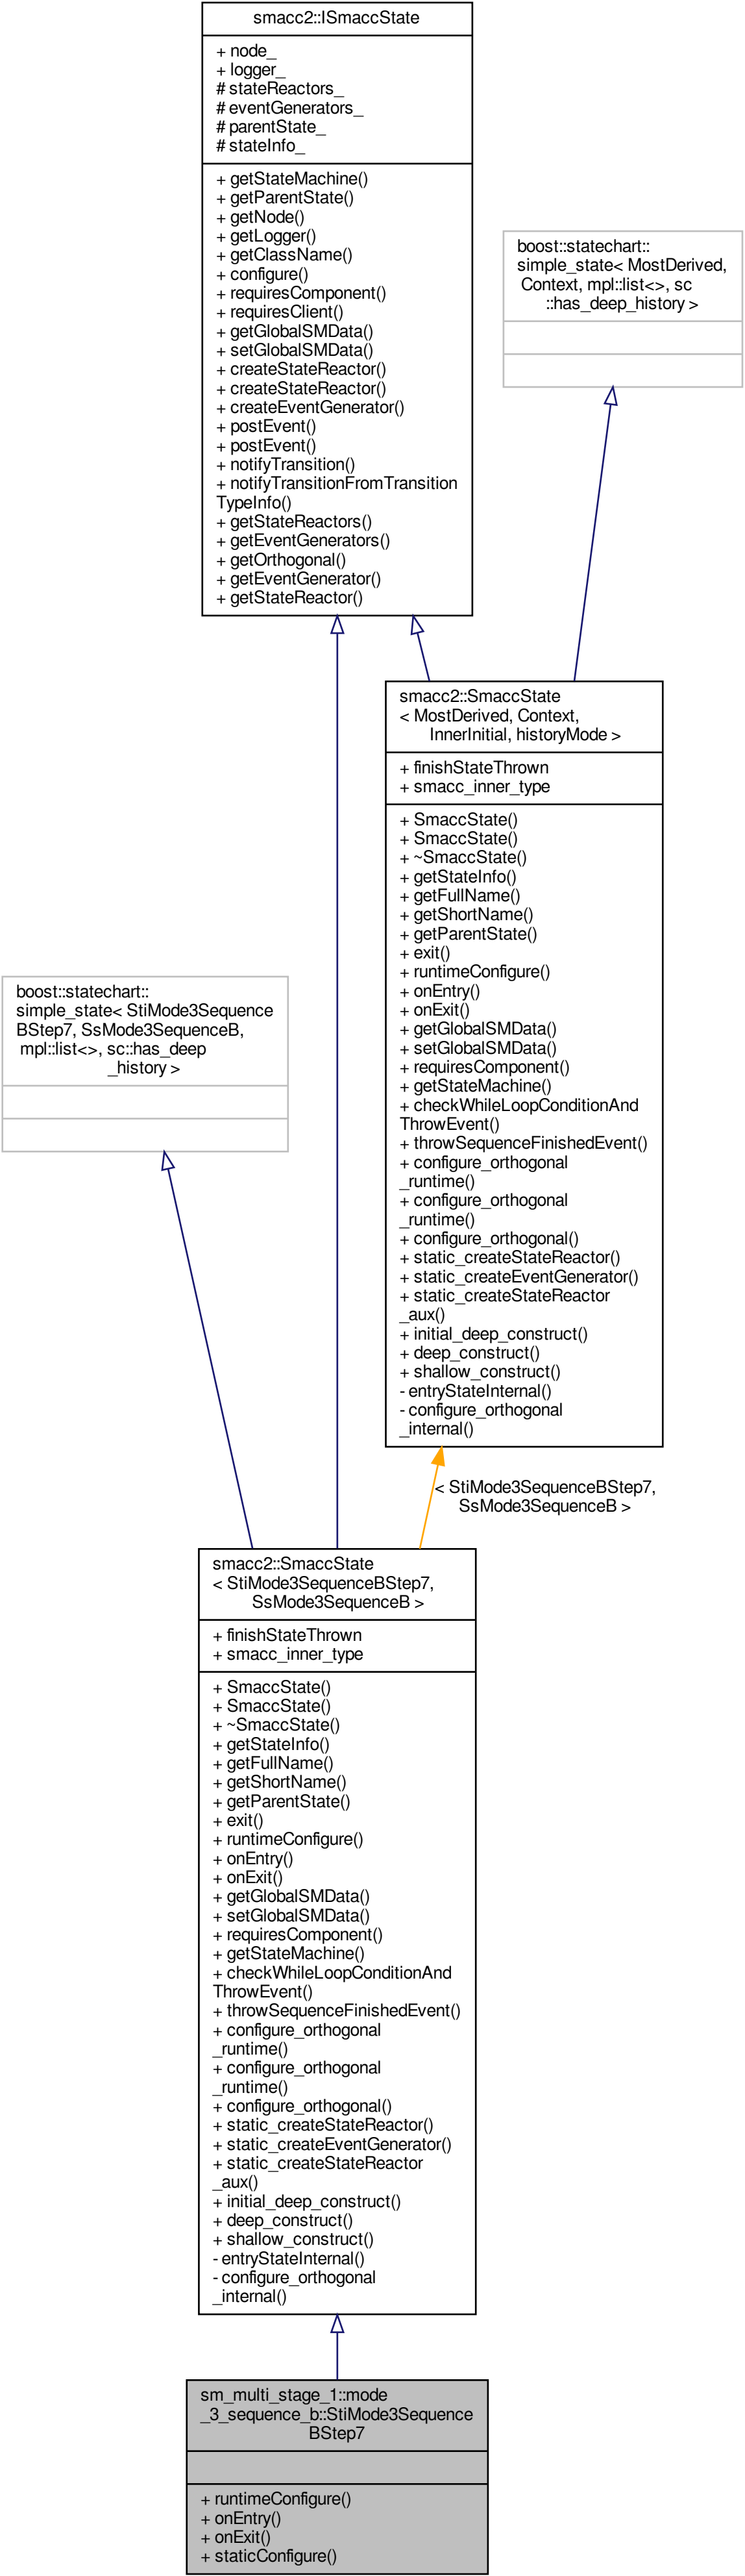 smacc2::ISmaccState
+ node_
+ logger_
# stateReactors_
# eventGenerators_
# parentState_
# stateInfo_
+ getStateMachine()
+ getParentState()
+ getNode()
+ getLogger()
+ getClassName()
+ configure()
+ requiresComponent()
+ requiresClient()
+ getGlobalSMData()
+ setGlobalSMData()
+ createStateReactor()
+ createStateReactor()
+ createEventGenerator()
+ postEvent()
+ postEvent()
+ notifyTransition()
+ notifyTransitionFromTransition
TypeInfo()
+ getStateReactors()
+ getEventGenerators()
+ getOrthogonal()
+ getEventGenerator()
+ getStateReactor()
boost::statechart::
simple_state< MostDerived,
Context, mpl::list<>, sc
::has_deep_history >
smacc2::SmaccState
< MostDerived, Context,
InnerInitial, historyMode >
+ finishStateThrown
+ smacc_inner_type
+ SmaccState()
+ SmaccState()
+ ~SmaccState()
+ getStateInfo()
+ getFullName()
+ getShortName()
+ getParentState()
+ exit()
+ runtimeConfigure()
+ onEntry()
+ onExit()
+ getGlobalSMData()
+ setGlobalSMData()
+ requiresComponent()
+ getStateMachine()
+ checkWhileLoopConditionAnd
ThrowEvent()
+ throwSequenceFinishedEvent()
+ configure_orthogonal
_runtime()
+ configure_orthogonal
_runtime()
+ configure_orthogonal()
+ static_createStateReactor()
+ static_createEventGenerator()
+ static_createStateReactor
_aux()
+ initial_deep_construct()
+ deep_construct()
+ shallow_construct()
- entryStateInternal()
- configure_orthogonal
_internal()
boost::statechart::
simple_state< StiMode3Sequence
BStep7, SsMode3SequenceB,
mpl::list<>, sc::has_deep
_history >
< StiMode3SequenceBStep7,
SsMode3SequenceB >
smacc2::SmaccState
< StiMode3SequenceBStep7,
SsMode3SequenceB >
+ finishStateThrown
+ smacc_inner_type
+ SmaccState()
+ SmaccState()
+ ~SmaccState()
+ getStateInfo()
+ getFullName()
+ getShortName()
+ getParentState()
+ exit()
+ runtimeConfigure()
+ onEntry()
+ onExit()
+ getGlobalSMData()
+ setGlobalSMData()
+ requiresComponent()
+ getStateMachine()
+ checkWhileLoopConditionAnd
ThrowEvent()
+ throwSequenceFinishedEvent()
+ configure_orthogonal
_runtime()
+ configure_orthogonal
_runtime()
+ configure_orthogonal()
+ static_createStateReactor()
+ static_createEventGenerator()
+ static_createStateReactor
_aux()
+ initial_deep_construct()
+ deep_construct()
+ shallow_construct()
- entryStateInternal()
- configure_orthogonal
_internal()
sm_multi_stage_1::mode
_3_sequence_b::StiMode3Sequence
BStep7
+ runtimeConfigure()
+ onEntry()
+ onExit()
+ staticConfigure()